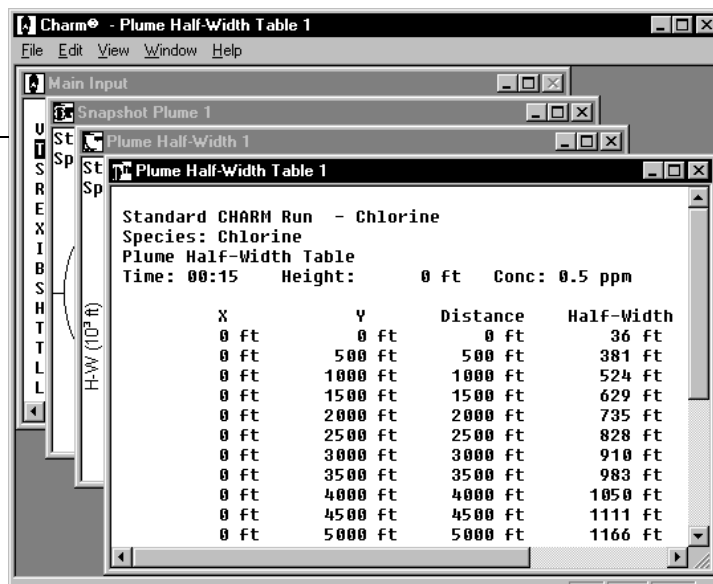 Charm® - Plume Half-Width Table 1
File Edit View Window Help
Main Input
Snapshot Plume 1
Plume Half-Width 1
Plume Half-Width Table 1
V
T
S
R
E
X
I
B
S
H
T
T
L
L
St
Sp
St
Sp
H-W (10³ ft)
Standard CHARM Run - Chlorine
Species: Chlorine
Plume Half-Width Table
Time: 00:15 Height: 0 ft Conc: 0.5 ppm
X Y Distance Half-Width
0 ft 0 ft 0 ft 36 ft
0 ft 500 ft 500 ft 381 ft
0 ft 1000 ft 1000 ft 524 ft
0 ft 1500 ft 1500 ft 629 ft
0 ft 2000 ft 2000 ft 735 ft
0 ft 2500 ft 2500 ft 828 ft
0 ft 3000 ft 3000 ft 910 ft
0 ft 3500 ft 3500 ft 983 ft
0 ft 4000 ft 4000 ft 1050 ft
0 ft 4500 ft 4500 ft 1111 ft
0 ft 5000 ft 5000 ft 1166 ft